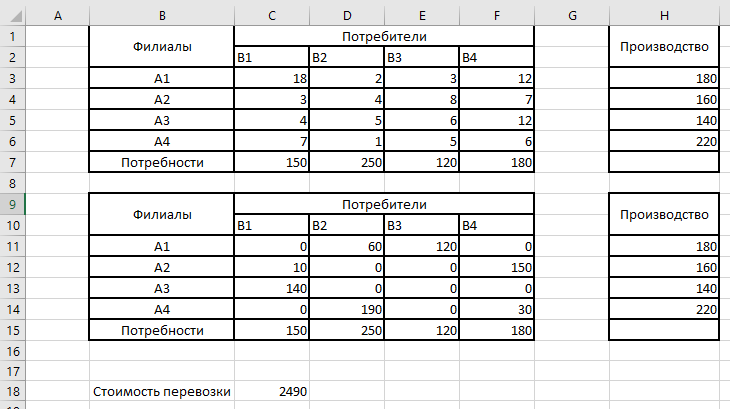 A B C D E F G H
1 Филиалы Потребители Производство
2 B1 B2 B3 B4
3 A1 18 2 3 12 180
4 A2 3 4 8 7 160
5 A3 4 5 6 12 140
6 A4 7 1 5 6 220
7 Потребности 150 250 120 180
8
9 Филиалы Потребители Производство
10 B1 B2 B3 B4
11 A1 0 60 120 0 180
12 A2 10 0 0 150 160
13 A3 140 0 0 0 140
14 A4 0 190 0 30 220
15 Потребности 150 250 120 180
16
17
18 Стоимость перевозки 2490